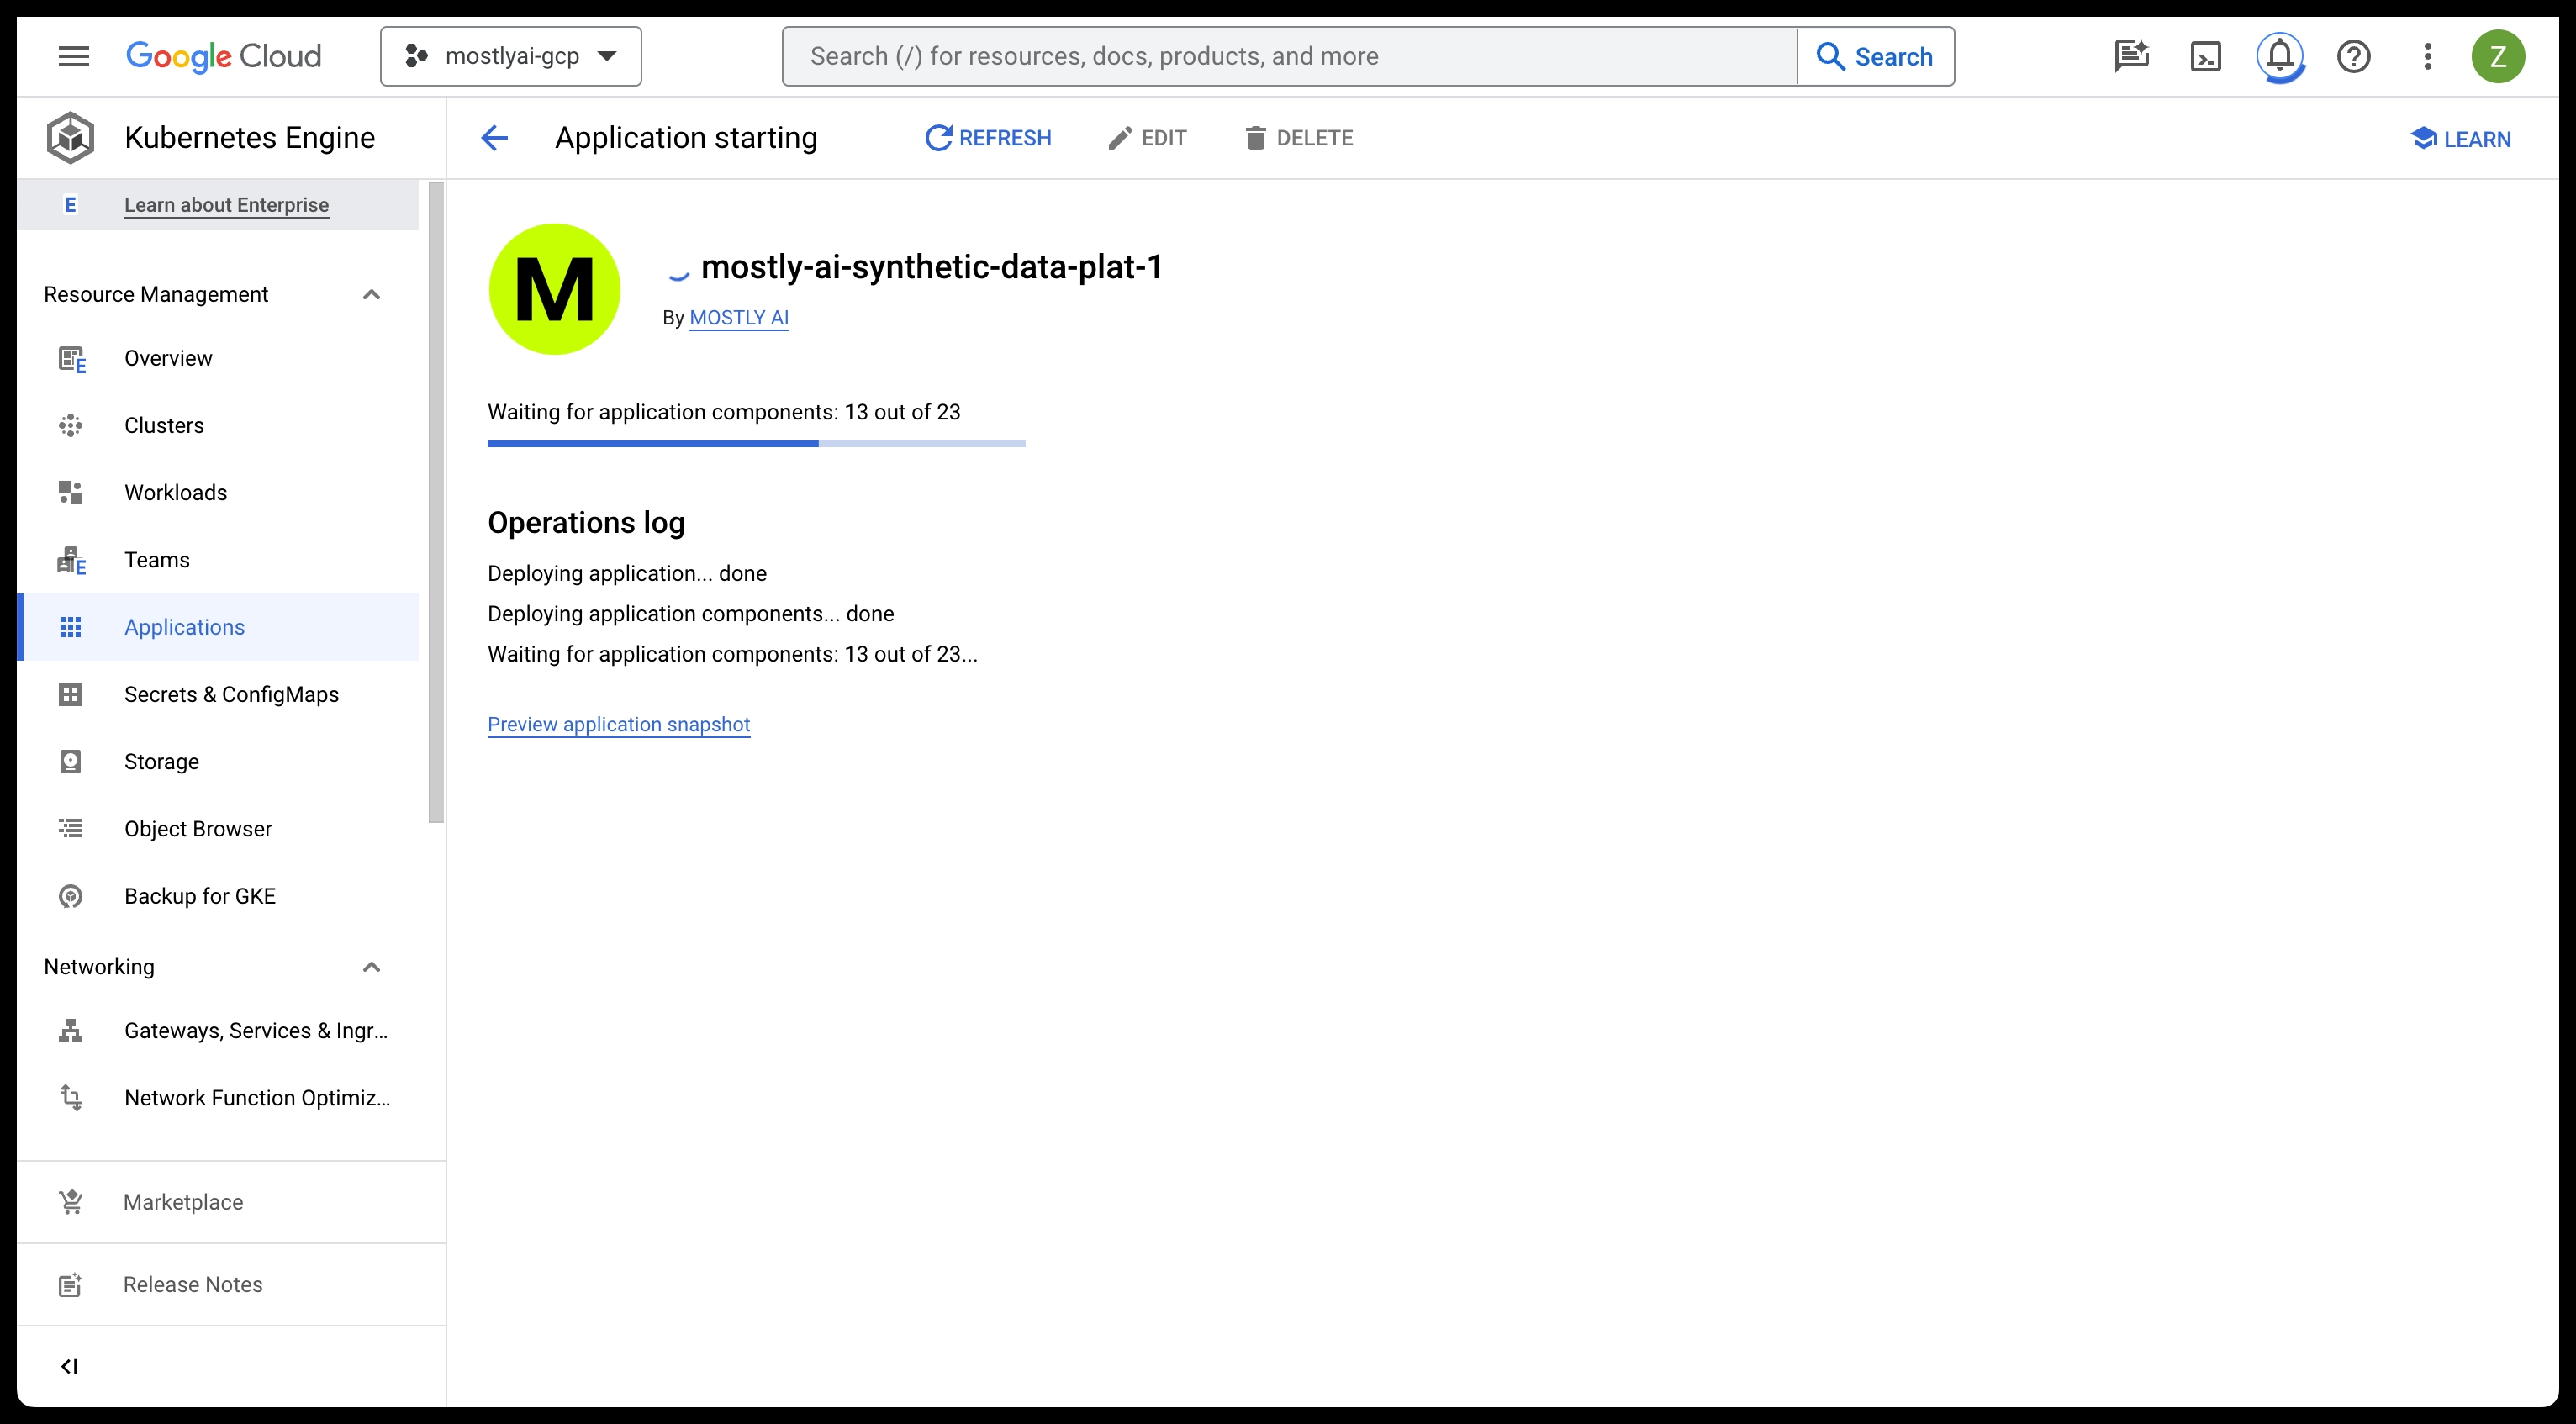 Google Cloud
mostlyai-gcp
Search (/) for resources, docs, products, and more
Search
Z
Kubernetes Engine
Application starting
REFRESH
EDIT
DELETE
LEARN
E
Learn about Enterprise
Resource Management
E
Overview
Clusters
Workloads
E
Teams
Applications
Secrets & ConfigMaps
Storage
Object Browser
Backup for GKE
Networking
Gateways, Services & Ingr...
Network Function Optimiz...
Marketplace
Release Notes
M
mostly-ai-synthetic-data-plat-1
By MOSTLY AI
Waiting for application components: 13 out of 23
Operations log
Deploying application... done
Deploying application components... done
Waiting for application components: 13 out of 23...
Preview application snapshot